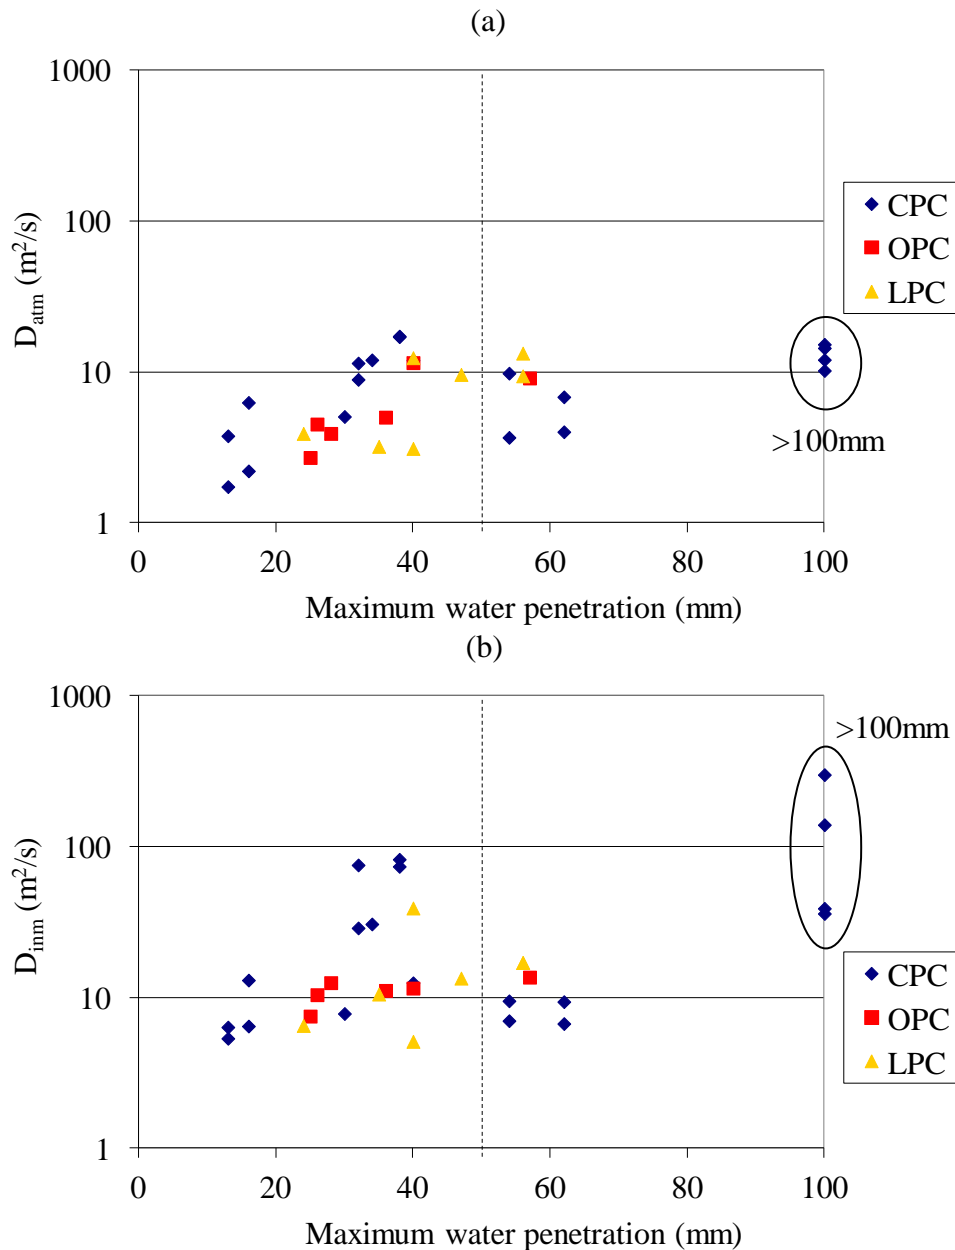 (a)
1000
100
10
1
D_atm (m²/s)
CPC
OPC
LPC
>100mm
0 20 40 60 80 100
Maximum water penetration (mm)
(b)
1000
100
10
1
D_inm (m²/s)
>100mm
CPC
OPC
LPC
0 20 40 60 80 100
Maximum water penetration (mm)